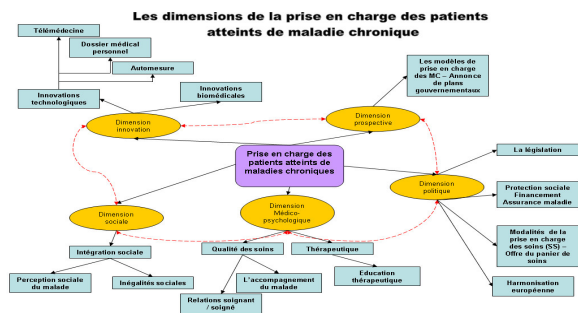 Les dimensions de la prise en charge des patients
atteints de maladie chronique
Télémédecine
Dossier médical
personnel
Automesure
Innovations
technologiques
Innovations
biomédicales
Les modèles de
prise en charge
des MC – Annonce
de plans
gouvernementaux
Dimension
innovation
Dimension
prospective
Prise en charge des
patients atteints de
maladies chroniques
La législation
Dimension
politique
Protection sociale
Financement
Assurance maladie
Dimension
sociale
Dimension
Médico-
psychologique
Modalités de la
prise en charge
des soins (SS) –
Offre du panier de
soins
Intégration sociale
Qualité des soins
Thérapeutique
Perception sociale
du malade
Inégalités sociales
L'accompagnement
du malade
Education
thérapeutique
Harmonisation
européenne
Relations soignant
/ soigné